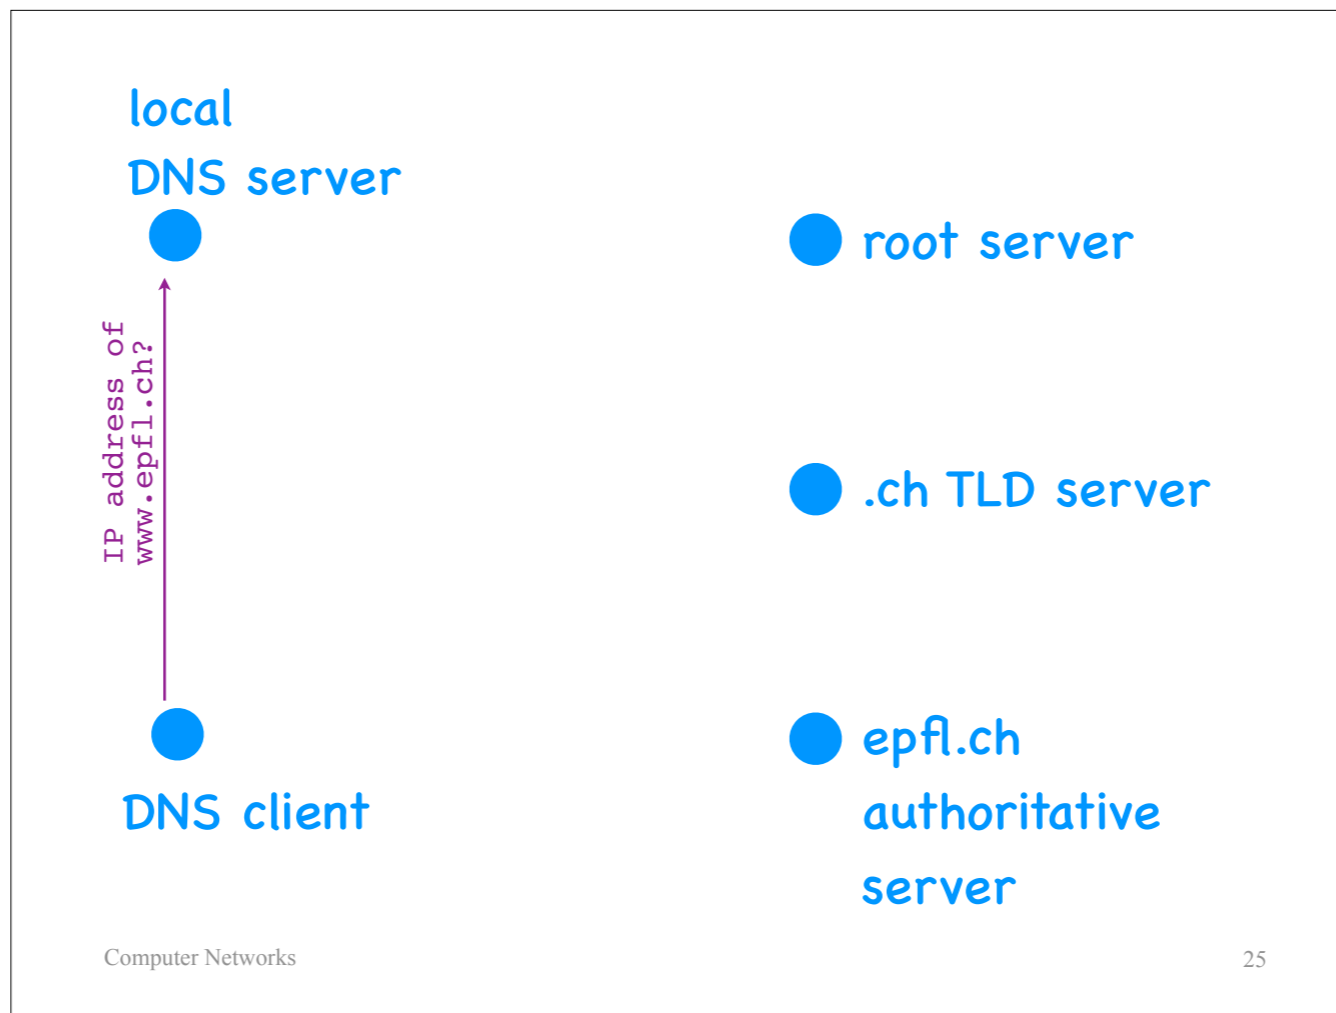 local
DNS server
root server
IP address of
www.epfl.ch?
.ch TLD server
DNS client
epfl.ch
authoritative
server
Computer Networks
25